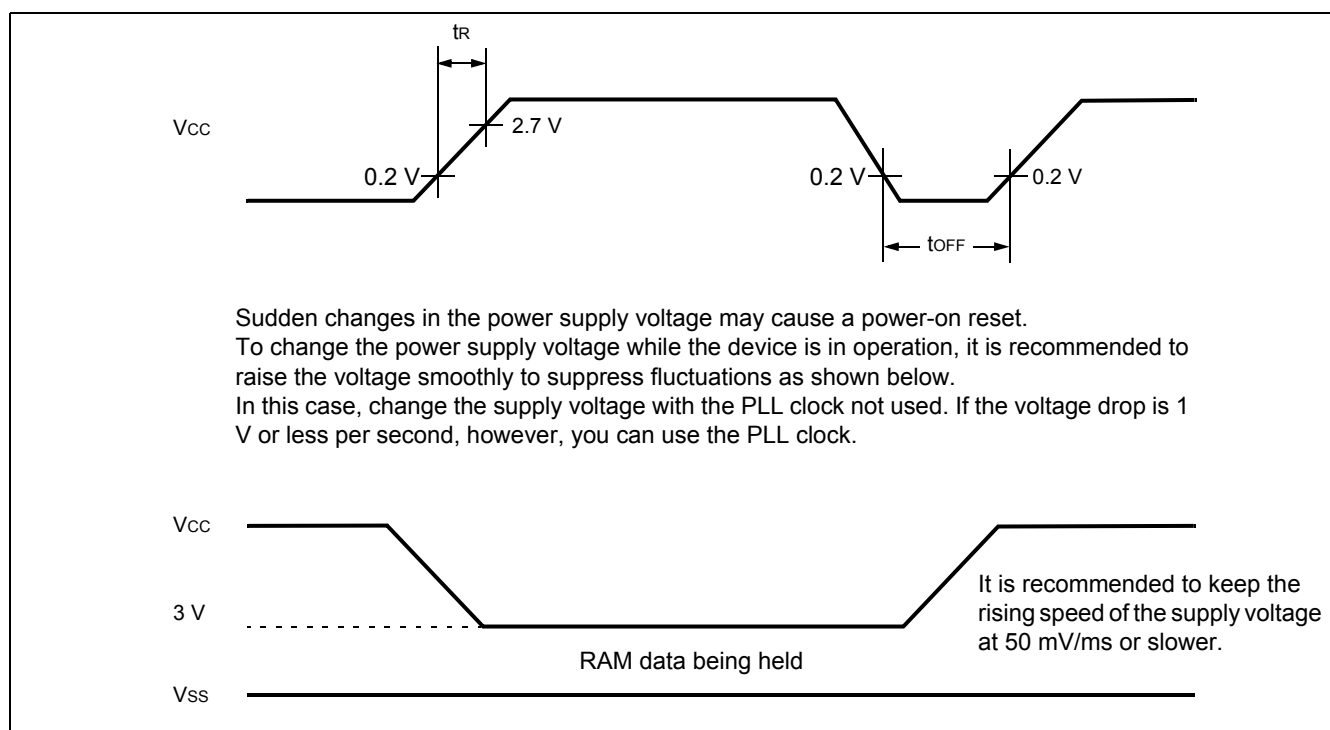 tR
VCC
2.7 V
0.2 V
0.2 V
0.2 V
tOFF
Sudden changes in the power supply voltage may cause a power-on reset.
To change the power supply voltage while the device is in operation, it is recommended to
raise the voltage smoothly to suppress fluctuations as shown below.
In this case, change the supply voltage with the PLL clock not used. If the voltage drop is 1
V or less per second, however, you can use the PLL clock.
VCC
3 V
It is recommended to keep the
rising speed of the supply voltage
at 50 mV/ms or slower.
RAM data being held
VSS